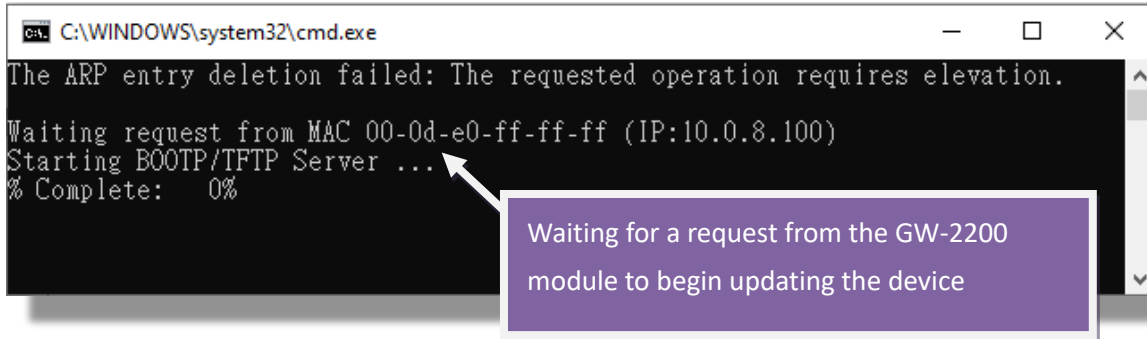 C:\WINDOWS\system32\cmd.exe
The ARP entry deletion failed: The requested operation requires elevation.
Waiting request from MAC 00-0d-e0-ff-ff-ff (IP:10.0.8.100)
Starting BOOTP/TFTP Server ...
% Complete:   0%
Waiting for a request from the GW-2200
module to begin updating the device